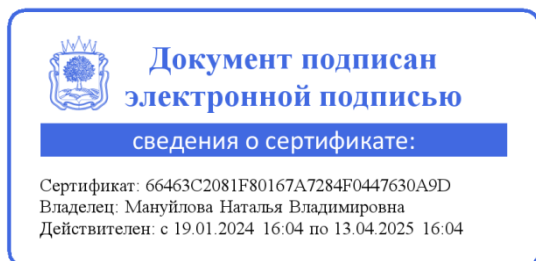 Документ подписан
электронной подписью
сведения о сертификате:
Сертификат: 66463C2081F80167A7284F0447630A9D
Владелец: Мануйлова Наталья Владимировна
Действителен: с 19.01.2024 16:04 по 13.04.2025 16:04